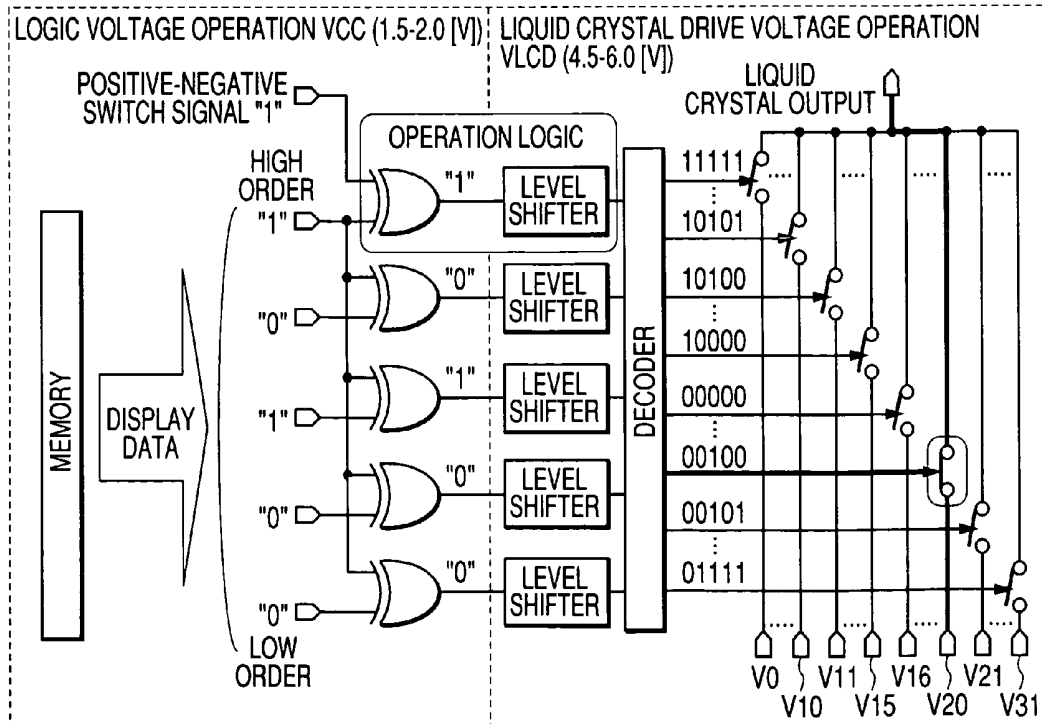 LOGIC VOLTAGE OPERATION VCC (1.5-2.0 [V])
LIQUID CRYSTAL DRIVE VOLTAGE OPERATION
VLCD (4.5-6.0 [V])
POSITIVE-NEGATIVE
SWITCH SIGNAL "1"
LIQUID
CRYSTAL OUTPUT
OPERATION LOGIC
HIGH
ORDER
"1"
"0"
"1"
"0"
"0"
LOW
ORDER
MEMORY
DISPLAY
DATA
"1"
"0"
"1"
"0"
"0"
LEVEL
SHIFTER
LEVEL
SHIFTER
LEVEL
SHIFTER
LEVEL
SHIFTER
LEVEL
SHIFTER
DECODER
11111
10101
10100
10000
00000
00100
00101
01111
V0
V10
V11
V15
V16
V20
V21
V31